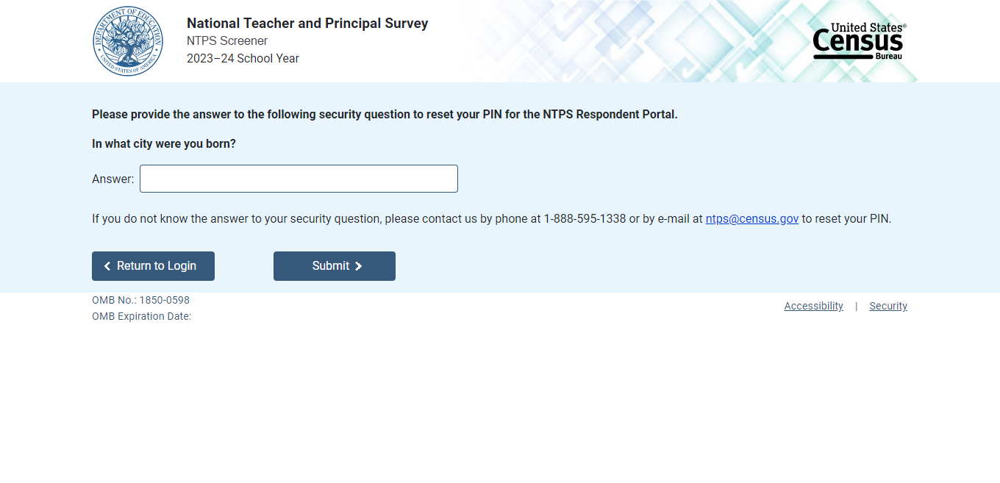 DEPARTMENT OF EDUCATION
UNITED STATES OF AMERICA
National Teacher and Principal Survey
NTPS Screener
2023–24 School Year
United States®
Census
Bureau
Please provide the answer to the following security question to reset your PIN for the NTPS Respondent Portal.
In what city were you born?
Answer:
If you do not know the answer to your security question, please contact us by phone at 1-888-595-1338 or by e-mail at ntps@census.gov to reset your PIN.
Return to Login
Submit
OMB No.: 1850-0598
OMB Expiration Date:
Accessibility | Security